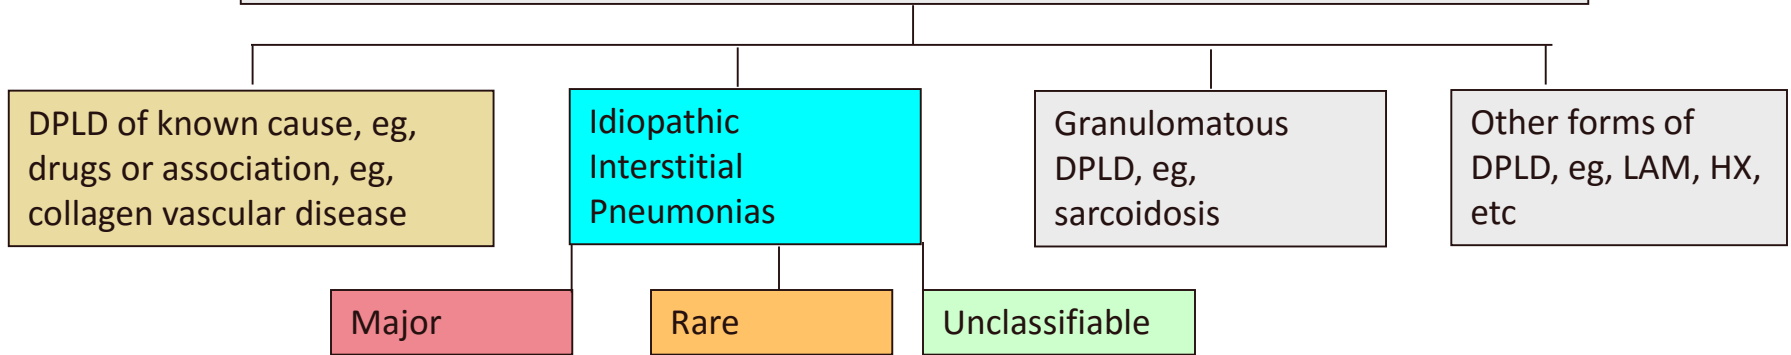 DPLD of known cause, eg,
drugs or association, eg,
collagen vascular disease
Idiopathic
Interstitial
Pneumonias
Granulomatous
DPLD, eg,
sarcoidosis
Other forms of
DPLD, eg, LAM, HX,
etc
Major
Rare
Unclassifiable